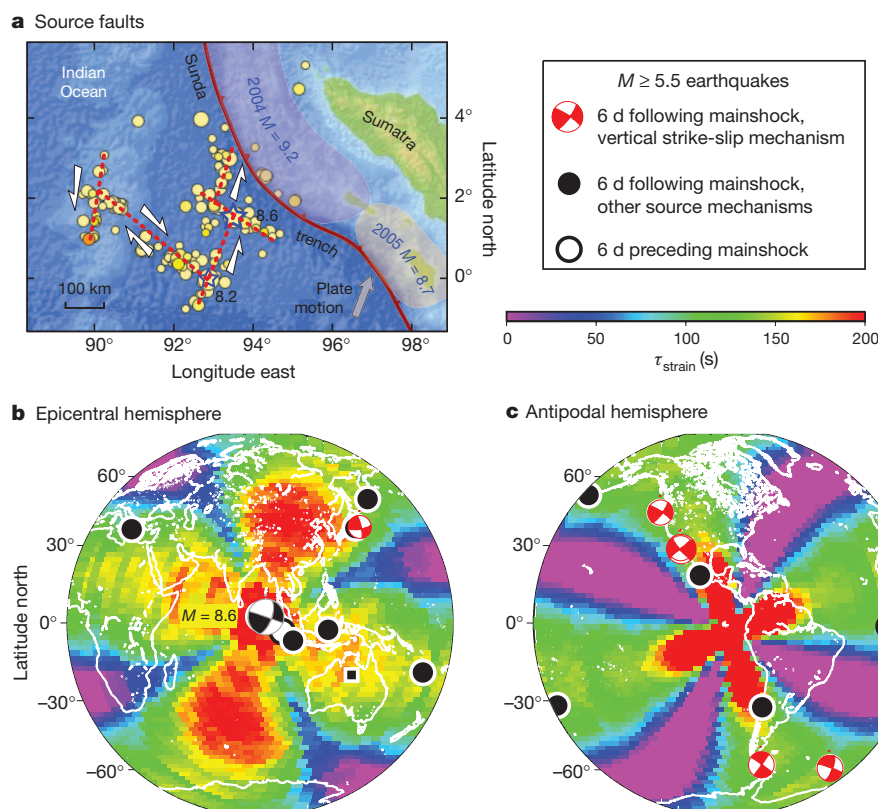 a Source faults
Indian
Ocean
Sunda
2004 M = 9.2
Sumatra
8.6
trench
2005 M = 8.7
8.2
Plate
motion
100 km
4°
2°
0°
Latitude north
90° 92° 94° 96° 98°
Longitude east
M ≥ 5.5 earthquakes
6 d following mainshock,
vertical strike-slip mechanism
6 d following mainshock,
other source mechanisms
6 d preceding mainshock
0 50 100 150 200
τstrain (s)
b Epicentral hemisphere
60°
30°
0°
–30°
–60°
Latitude north
M = 8.6
c Antipodal hemisphere
60°
30°
0°
–30°
–60°